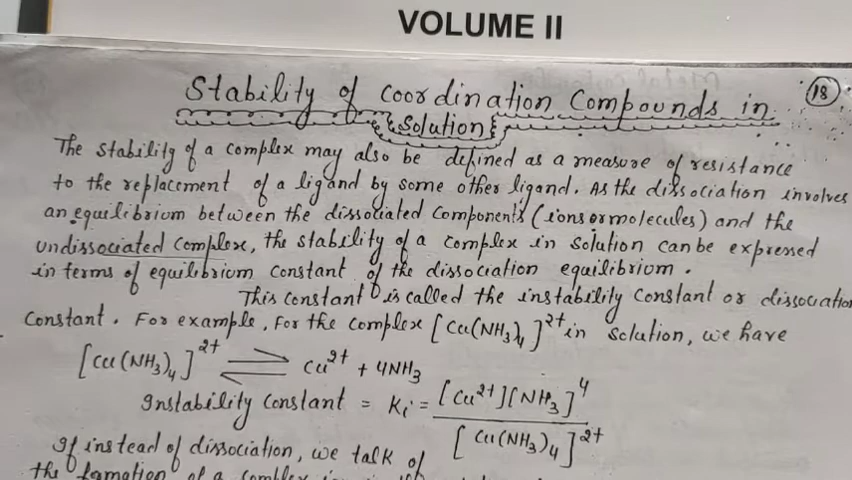 VOLUME II
18
Stability of Coordination Compounds in
Solution
The stability of a complex may also be defined as a measure of resistance
to the replacement of a ligand by some other ligand. As the dissociation involves
an equilibrium between the dissociated components (ions or molecules) and the
undissociated complex, the stability of a complex in solution can be expressed
in terms of equilibrium constant of the dissociation equilibrium.
This constant is called the instability constant or dissociation
Constant. For example, For the complex [Cu(NH₃)₄]²⁺ in solution, we have
[Cu(NH₃)₄]²⁺ ⇌ Cu²⁺ + 4NH₃
Instability Constant = Ki = [Cu²⁺][NH₃]⁴ / [Cu(NH₃)₄]²⁺
If instead of dissociation, we talk of
the formation of a complex